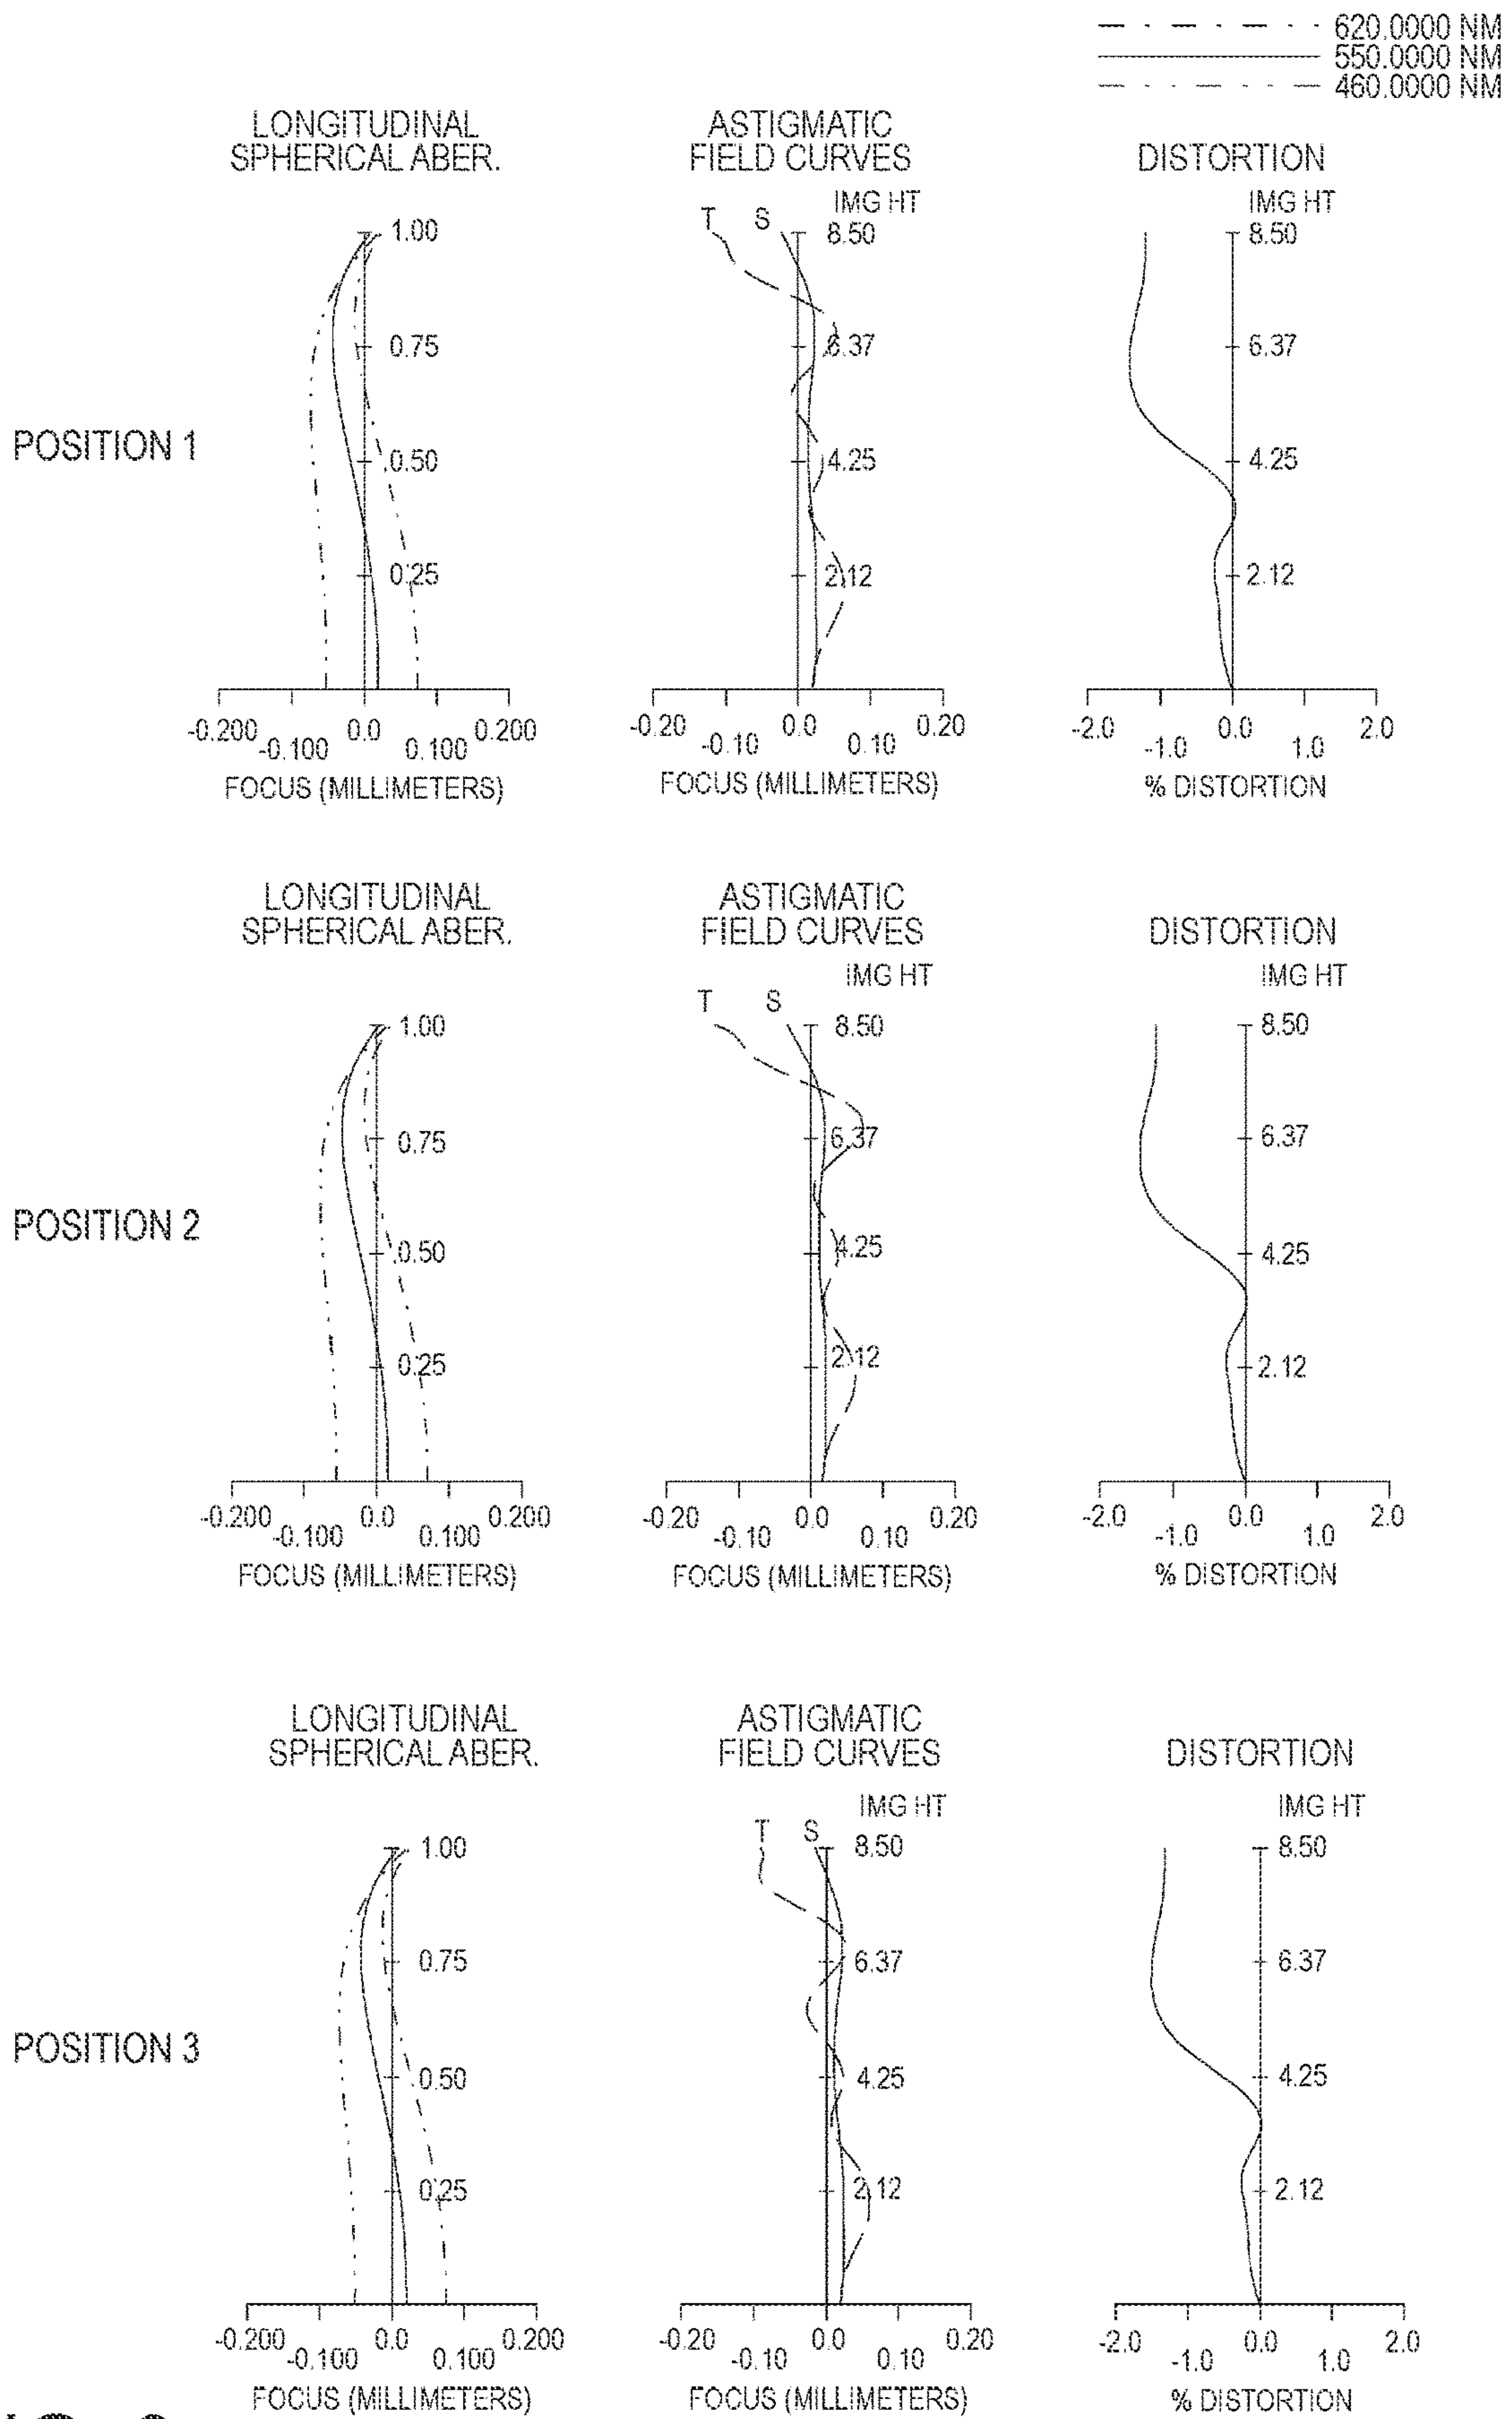 620.0000 NM
550.0000 NM
460.0000 NM
LONGITUDINAL
SPHERICAL ABER.
ASTIGMATIC
FIELD CURVES
DISTORTION
IMG HT
IMG HT
T S
1.00
8.50
8.50
0.75
6.37
6.37
POSITION 1
0.50
4.25
4.25
0.25
2.12
2.12
-0.200 -0.100 0.0 0.100 0.200
-0.20 -0.10 0.0 0.10 0.20
-2.0 -1.0 0.0 1.0 2.0
FOCUS (MILLIMETERS)
FOCUS (MILLIMETERS)
% DISTORTION
LONGITUDINAL
SPHERICAL ABER.
ASTIGMATIC
FIELD CURVES
DISTORTION
IMG HT
IMG HT
T S
1.00
8.50
8.50
0.75
6.37
6.37
POSITION 2
0.50
4.25
4.25
0.25
2.12
2.12
-0.200 -0.100 0.0 0.100 0.200
-0.20 -0.10 0.0 0.10 0.20
-2.0 -1.0 0.0 1.0 2.0
FOCUS (MILLIMETERS)
FOCUS (MILLIMETERS)
% DISTORTION
LONGITUDINAL
SPHERICAL ABER.
ASTIGMATIC
FIELD CURVES
DISTORTION
IMG HT
IMG HT
T S
1.00
8.50
8.50
0.75
6.37
6.37
POSITION 3
0.50
4.25
4.25
0.25
2.12
2.12
-0.200 -0.100 0.0 0.100 0.200
-0.20 -0.10 0.0 0.10 0.20
-2.0 -1.0 0.0 1.0 2.0
FOCUS (MILLIMETERS)
FOCUS (MILLIMETERS)
% DISTORTION